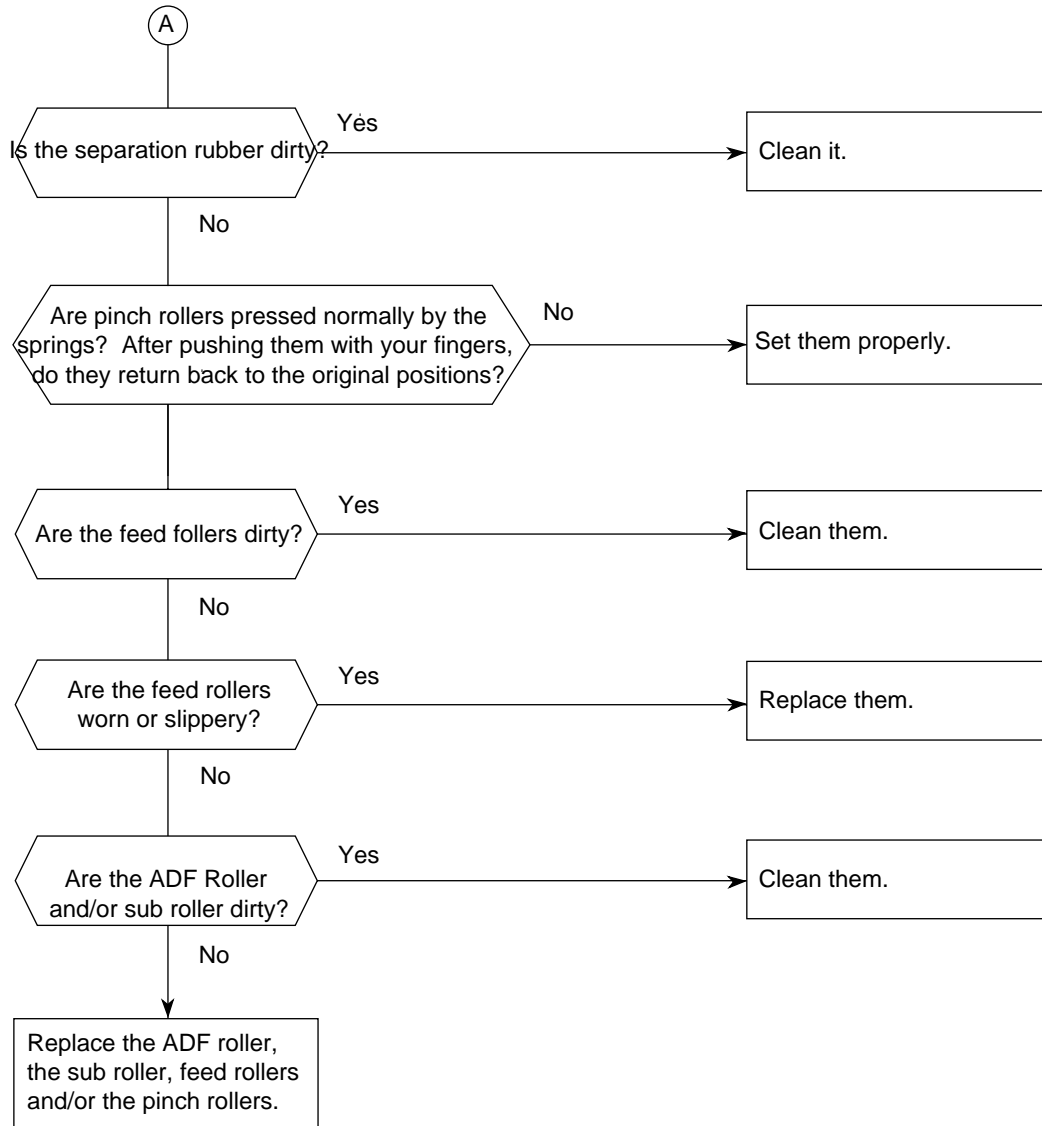 A
Is the separation rubber dirty?
Yes
Clean it.
No
Are pinch rollers pressed normally by the
springs?  After pushing them with your fingers,
do they return back to the original positions?
No
Set them properly.
Are the feed follers dirty?
Yes
Clean them.
No
Are the feed rollers
worn or slippery?
Yes
Replace them.
No
Are the ADF Roller
and/or sub roller dirty?
Yes
Clean them.
No
Replace the ADF roller,
the sub roller, feed rollers
and/or the pinch rollers.